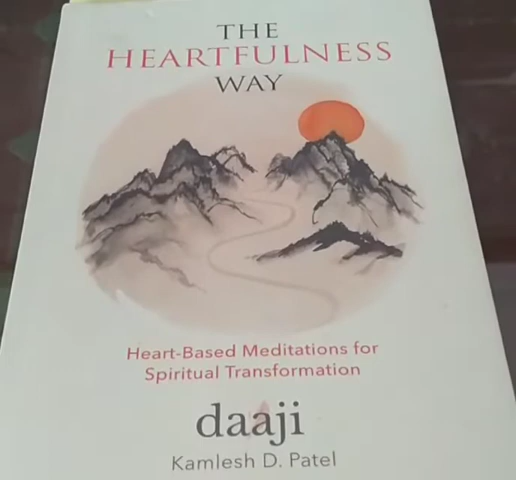 THE
HEARTFULNESS
WAY
Heart-Based Meditations for
Spiritual Transformation
daaji
Kamlesh D. Patel